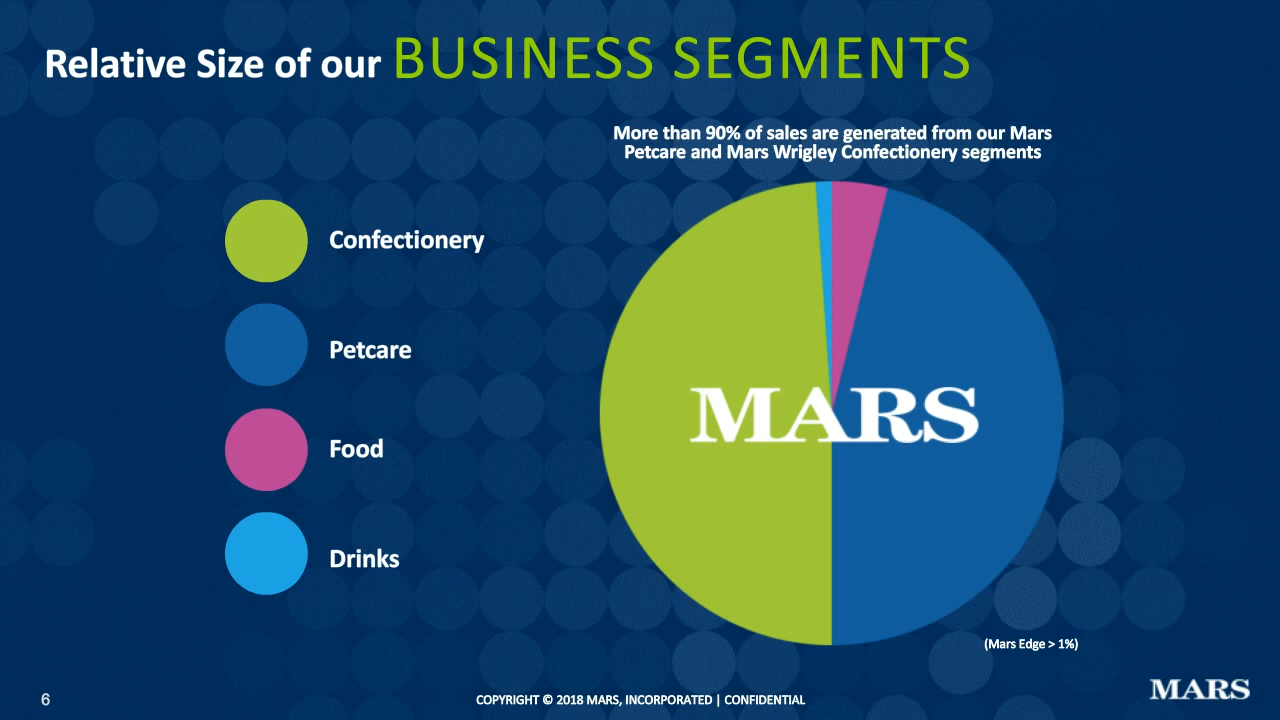 Relative Size of our BUSINESS SEGMENTS
More than 90% of sales are generated from our Mars
Petcare and Mars Wrigley Confectionery segments
Confectionery
Petcare
Food
Drinks
MARS
(Mars Edge > 1%)
6
COPYRIGHT © 2018 MARS, INCORPORATED | CONFIDENTIAL
MARS